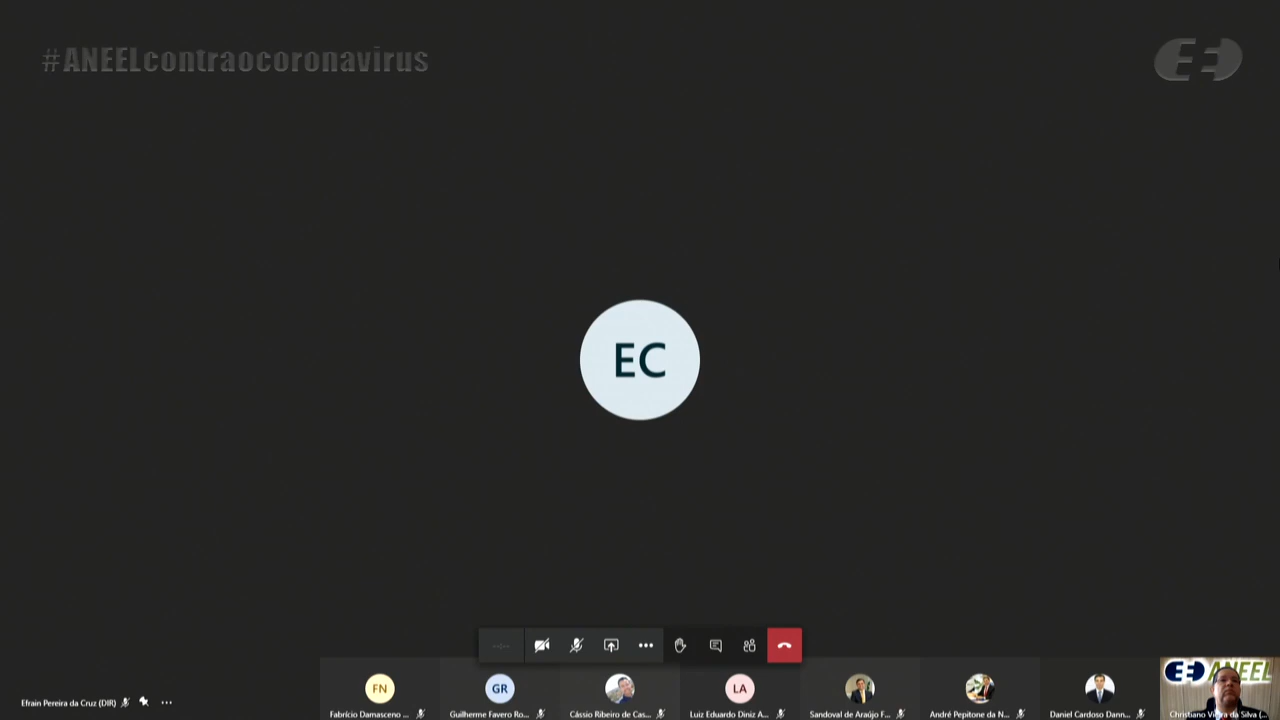 #ANEELcontraocoronavirus
EC
Efrain Pereira da Cruz (DIR)
FN
Fabrício Damasceno ...
GR
Guilherme Favero Ro...
Cássio Ribeiro de Cas...
LA
Luiz Eduardo Diniz A...
Sandoval de Araújo F...
André Pepitone da N...
Daniel Cardoso Dann...
ANEEL
Christiano Vieira da Silva (...